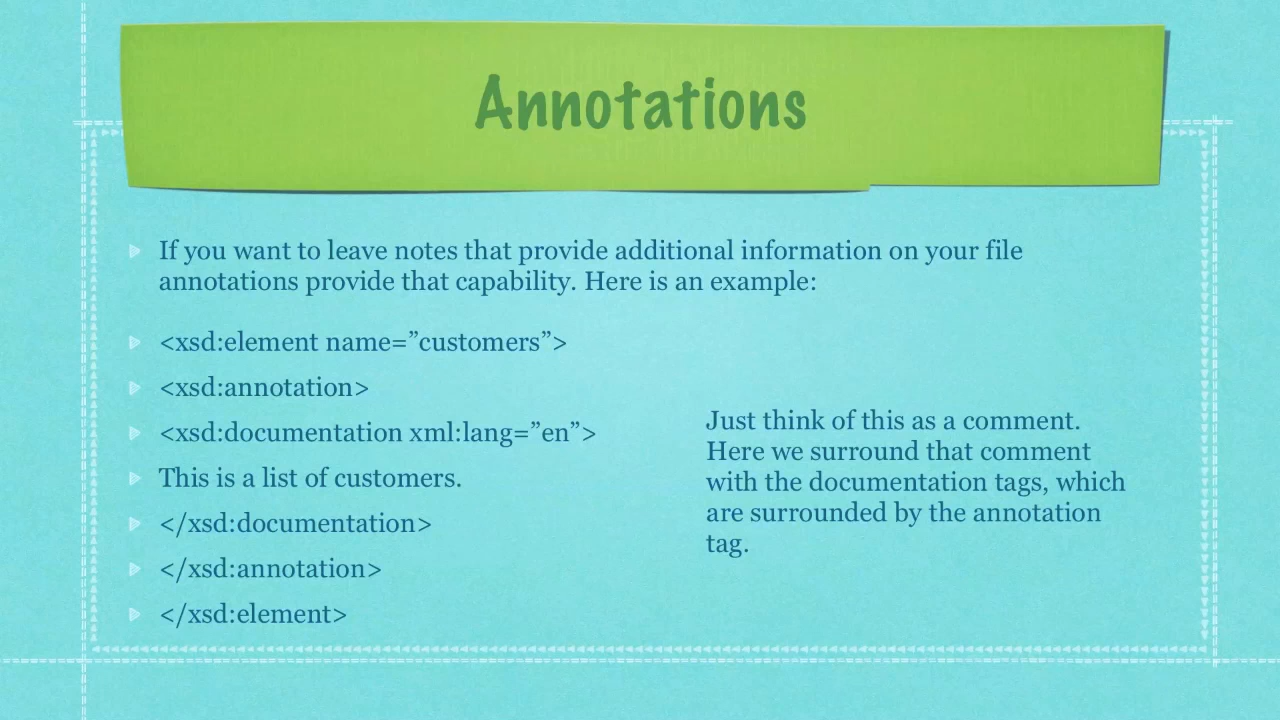 Annotations
If you want to leave notes that provide additional information on your file
annotations provide that capability. Here is an example:
<xsd:element name=”customers”>
<xsd:annotation>
<xsd:documentation xml:lang=”en”>
This is a list of customers.
</xsd:documentation>
</xsd:annotation>
</xsd:element>
Just think of this as a comment.
Here we surround that comment
with the documentation tags, which
are surrounded by the annotation
tag.